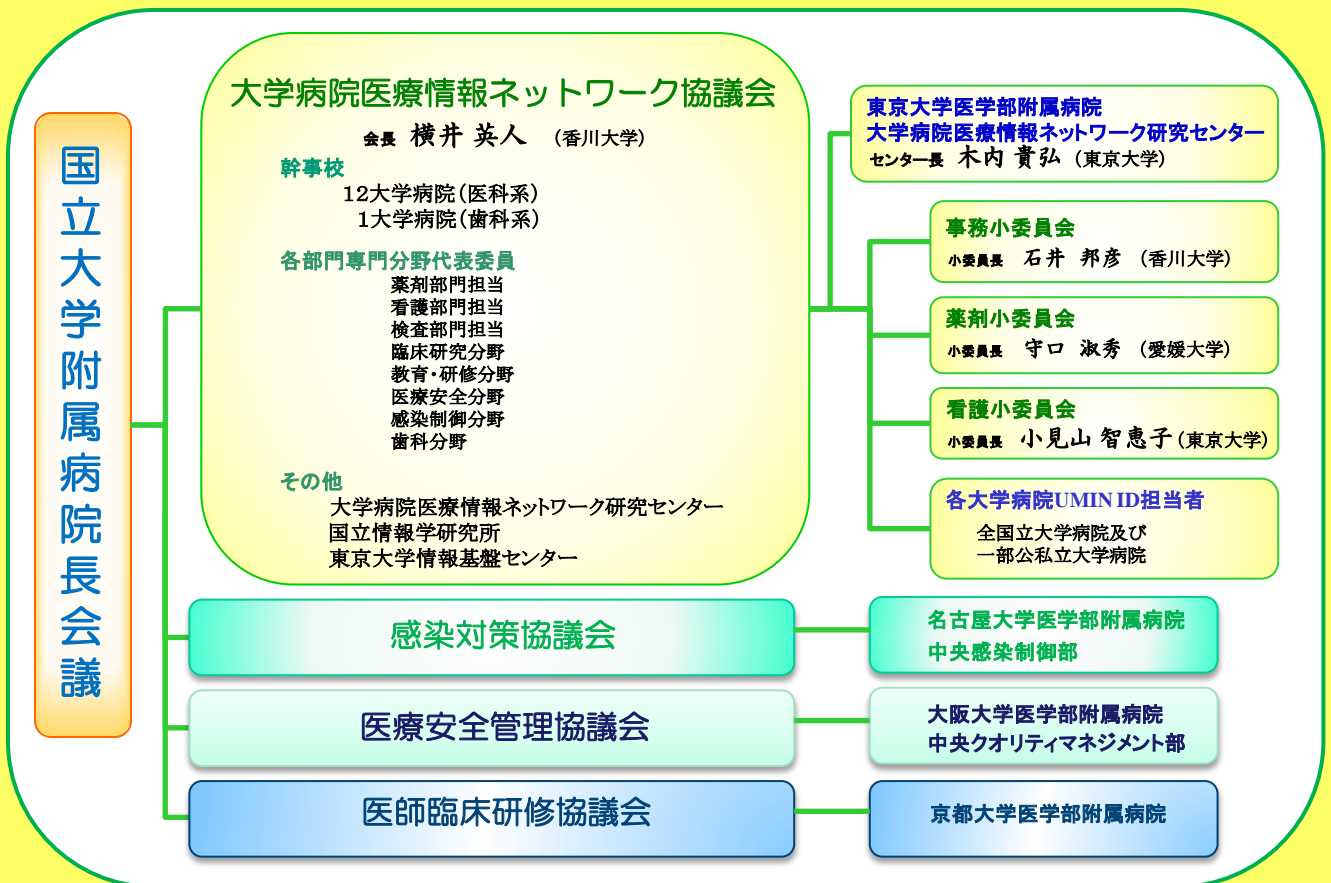 国立大学附属病院長会議
大学病院医療情報ネットワーク協議会
会長 横井 英人 （香川大学）
幹事校
12大学病院（医科系）
1大学病院（歯科系）
各部門専門分野代表委員
薬剤部門担当
看護部門担当
検査部門担当
臨床研究分野
教育・研修分野
医療安全分野
感染制御分野
歯科分野
その他
大学病院医療情報ネットワーク研究センター
国立情報学研究所
東京大学情報基盤センター
東京大学医学部附属病院
大学病院医療情報ネットワーク研究センター
センター長 木内 貴弘 （東京大学）
事務小委員会
小委員長 石井 邦彦 （香川大学）
薬剤小委員会
小委員長 守口 淑秀 （愛媛大学）
看護小委員会
小委員長 小見山 智恵子（東京大学）
各大学病院UMIN ID担当者
全国立大学病院及び
一部公私立大学病院
感染対策協議会
名古屋大学医学部附属病院
中央感染制御部
医療安全管理協議会
大阪大学医学部附属病院
中央クオリティマネジメント部
医師臨床研修協議会
京都大学医学部附属病院